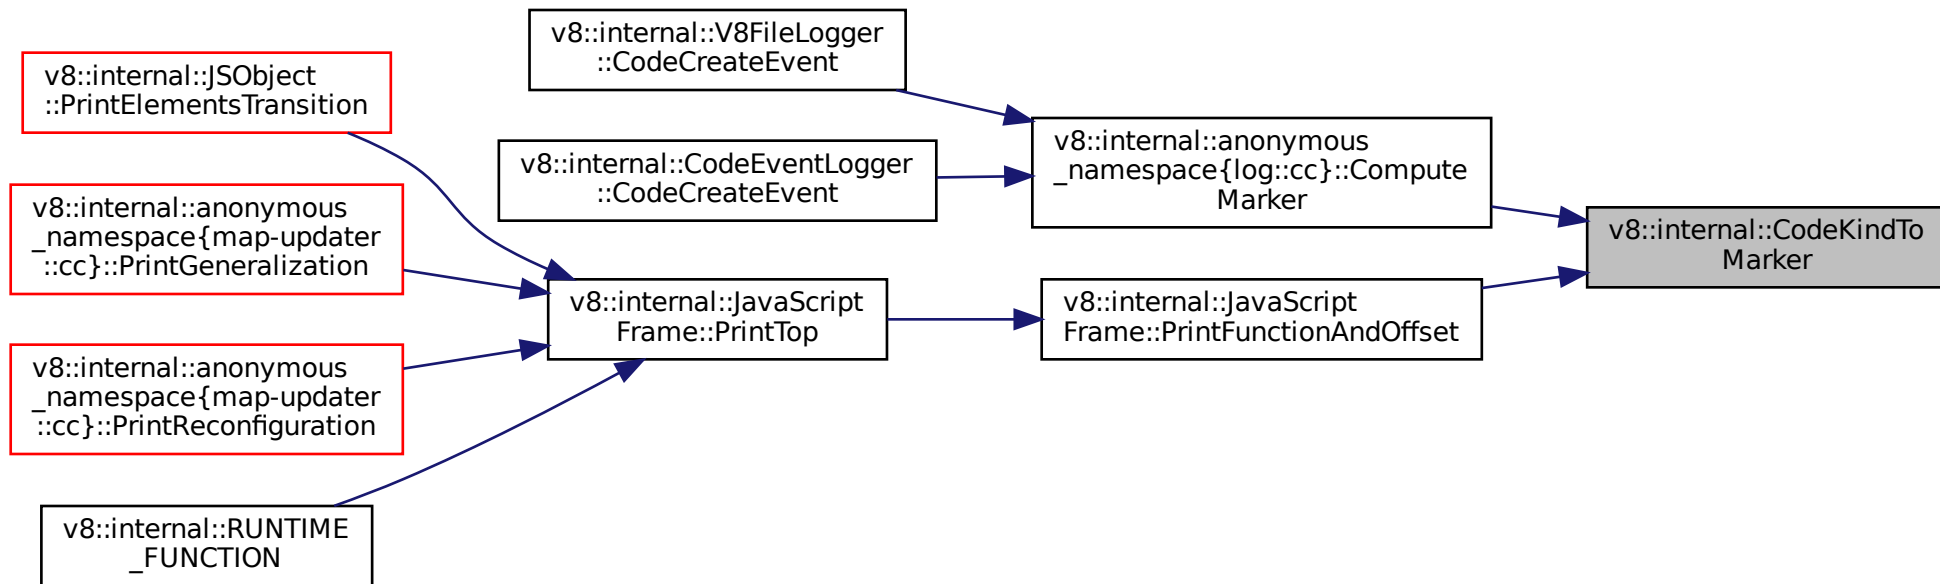 v8::internal::V8FileLogger
::CodeCreateEvent
v8::internal::JSObject
::PrintElementsTransition
v8::internal::anonymous
_namespace{log::cc}::Compute
Marker
v8::internal::CodeEventLogger
::CodeCreateEvent
v8::internal::anonymous
_namespace{map-updater
::cc}::PrintGeneralization
v8::internal::CodeKindTo
Marker
v8::internal::JavaScript
Frame::PrintTop
v8::internal::JavaScript
Frame::PrintFunctionAndOffset
v8::internal::anonymous
_namespace{map-updater
::cc}::PrintReconfiguration
v8::internal::RUNTIME
_FUNCTION